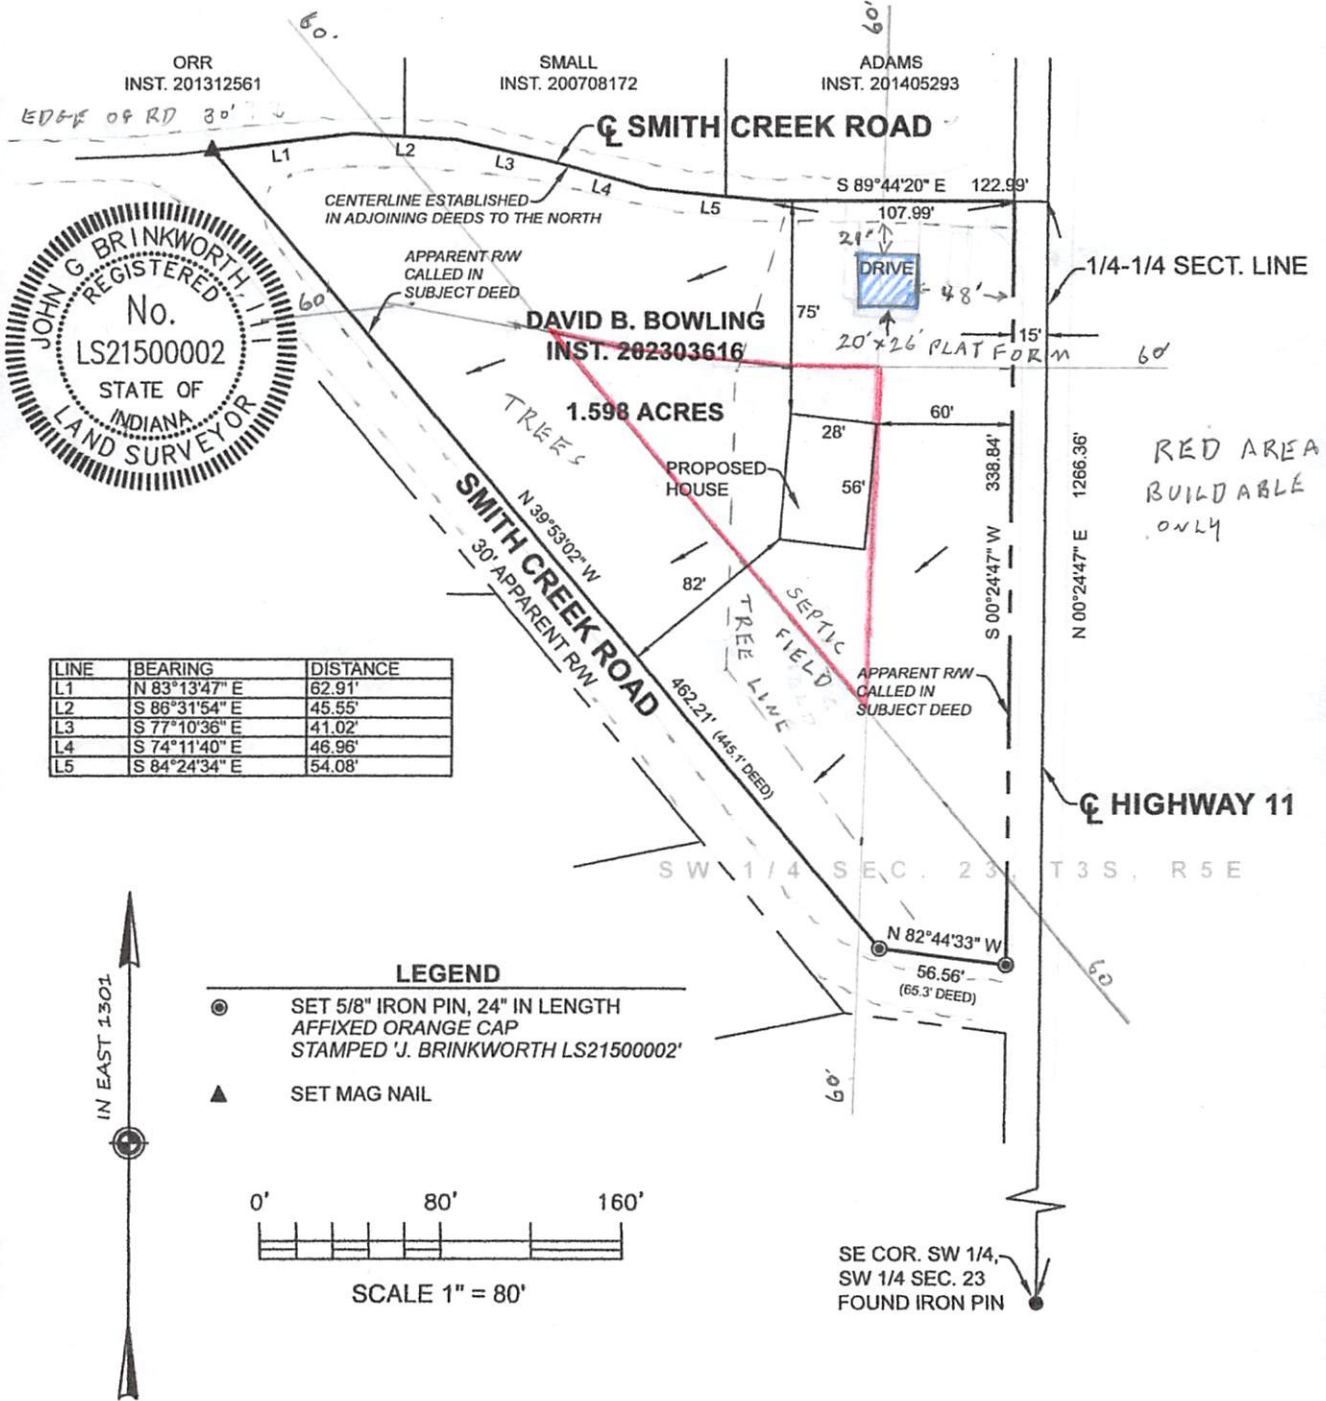 60'
60'
ORR
INST. 201312561
SMALL
INST. 200708172
ADAMS
INST. 201405293
EDGE OF RD 30'
℄ SMITH CREEK ROAD
L1
L2
L3
L4
L5
CENTERLINE ESTABLISHED
IN ADJOINING DEEDS TO THE NORTH
S 89°44'20" E 122.99'
107.99'
21'
DRIVE
48'
20' x 26' PLATFORM
15'
60'
1/4-1/4 SECT. LINE
JOHN G BRINKWORTH, III
REGISTERED
No.
LS21500002
STATE OF
INDIANA
LAND SURVEYOR
APPARENT R/W
CALLED IN
SUBJECT DEED
60'
DAVID B. BOWLING
INST. 202303616
1.598 ACRES
75'
TREES
28'
60'
PROPOSED
HOUSE
56'
82'
338.84'
S 00°24'47" W
1266.36'
N 00°24'47" E
RED AREA
BUILDABLE
ONLY
N 39°53'02" W
SMITH CREEK ROAD
30' APPARENT R/W
462.21' (445.1' DEED)
TREE LINE
SEPTIC
FIELD
APPARENT R/W
CALLED IN
SUBJECT DEED
LINE BEARING DISTANCE
L1 N 83°13'47" E 62.91'
L2 S 86°31'54" E 45.55'
L3 S 77°10'36" E 41.02'
L4 S 74°11'40" E 46.96'
L5 S 84°24'34" E 54.08'
℄ HIGHWAY 11
SW 1/4 SEC. 23, T3S, R5E
N 82°44'33" W
56.56'
(65.3' DEED)
60
60'
IN EAST 1301
LEGEND
SET 5/8" IRON PIN, 24" IN LENGTH
AFFIXED ORANGE CAP
STAMPED 'J. BRINKWORTH LS21500002'
SET MAG NAIL
0' 80' 160'
SCALE 1" = 80'
SE COR. SW 1/4,
SW 1/4 SEC. 23
FOUND IRON PIN